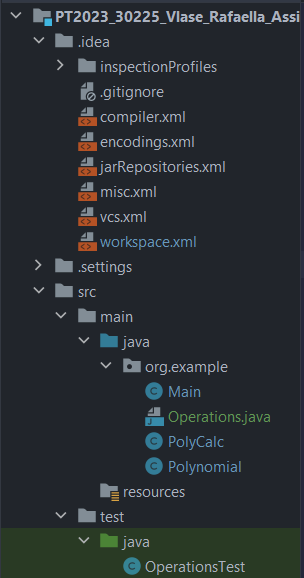 PT2023_30225_Vlase_Rafaella_Assi
.idea
inspectionProfiles
.gitignore
compiler.xml
encodings.xml
jarRepositories.xml
misc.xml
vcs.xml
workspace.xml
.settings
src
main
java
org.example
Main
Operations.java
PolyCalc
Polynomial
resources
test
java
OperationsTest